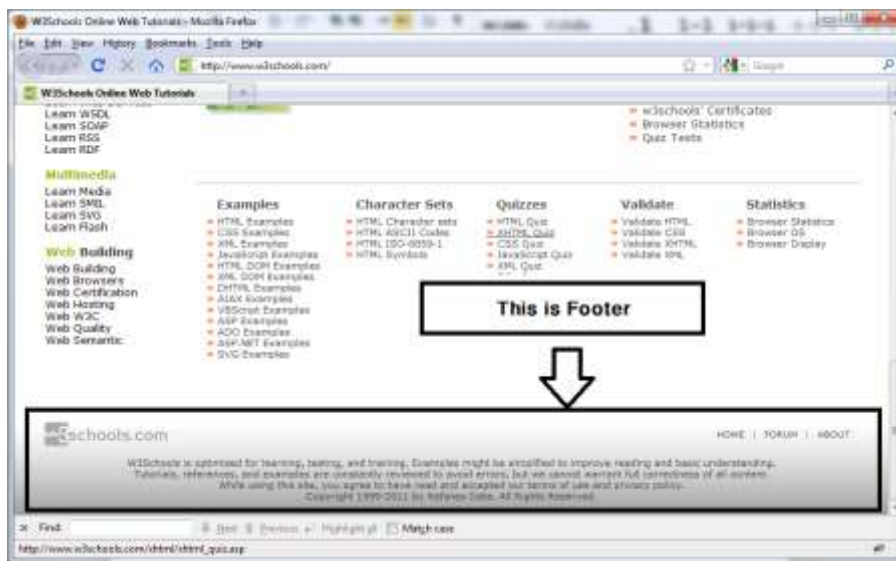 W3Schools Online Web Tutorials - Mozilla Firefox
File Edit View History Bookmarks Tools Help
http://www.w3schools.com/
Google
W3Schools Online Web Tutorials
Learn WSDL
Learn SOAP
Learn RSS
Learn RDF
Multimedia
Learn Media
Learn SMIL
Learn SVG
Learn Flash
Web Building
Web Building
Web Browsers
Web Certification
Web Hosting
Web W3C
Web Quality
Web Semantic
» w3schools' Certificates
» Browser Statistics
» Quiz Tests
Examples
» HTML Examples
» CSS Examples
» XML Examples
» JavaScript Examples
» HTML DOM Examples
» XML DOM Examples
» DHTML Examples
» AJAX Examples
» VBScript Examples
» ASP Examples
» ADO Examples
» ASP.NET Examples
» SVG Examples
Character Sets
» HTML Character sets
» HTML ASCII Codes
» HTML ISO-8859-1
» HTML Symbols
Quizzes
» HTML Quiz
» XHTML Quiz
» CSS Quiz
» JavaScript Quiz
» XML Quiz
Validate
» Validate HTML
» Validate CSS
» Validate XHTML
» Validate XML
Statistics
» Browser Statistics
» Browser OS
» Browser Display
This is Footer
w3schools.com
HOME | FORUM | ABOUT
W3Schools is optimized for learning, testing, and training. Examples might be simplified to improve reading and basic understanding.
Tutorials, references, and examples are constantly reviewed to avoid errors, but we cannot warrant full correctness of all content.
While using this site, you agree to have read and accepted our terms of use and privacy policy.
Copyright 1999-2011 by Refsnes Data. All Rights Reserved.
× Find: Next Previous Highlight all Match case
http://www.w3schools.com/xhtml/xhtml_quiz.asp